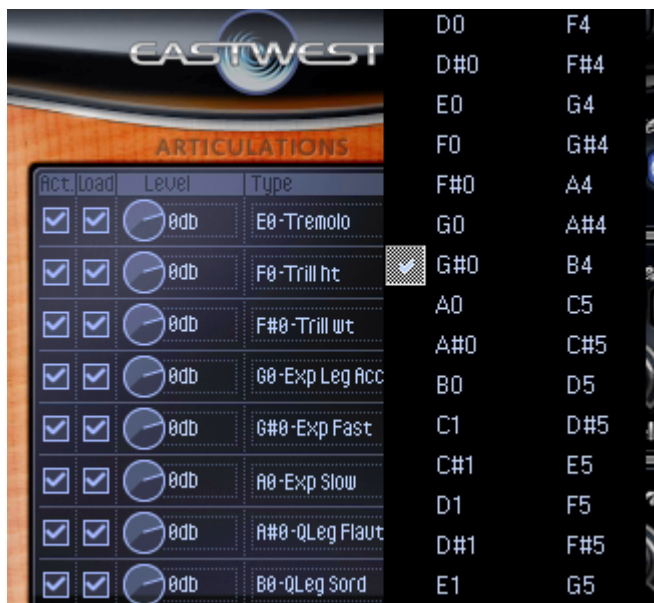 EASTWEST
ARTICULATIONS
Act. Load Level Type
0db E0-Tremolo
0db F0-Trill ht
0db F#0-Trill wt
0db G0-Exp Leg Acc
0db G#0-Exp Fast
0db A0-Exp Slow
0db A#0-QLeg Flaut
0db B0-QLeg Sord
D0 F4
D#0 F#4
E0 G4
F0 G#4
F#0 A4
G0 A#4
G#0 B4
A0 C5
A#0 C#5
B0 D5
C1 D#5
C#1 E5
D1 F5
D#1 F#5
E1 G5